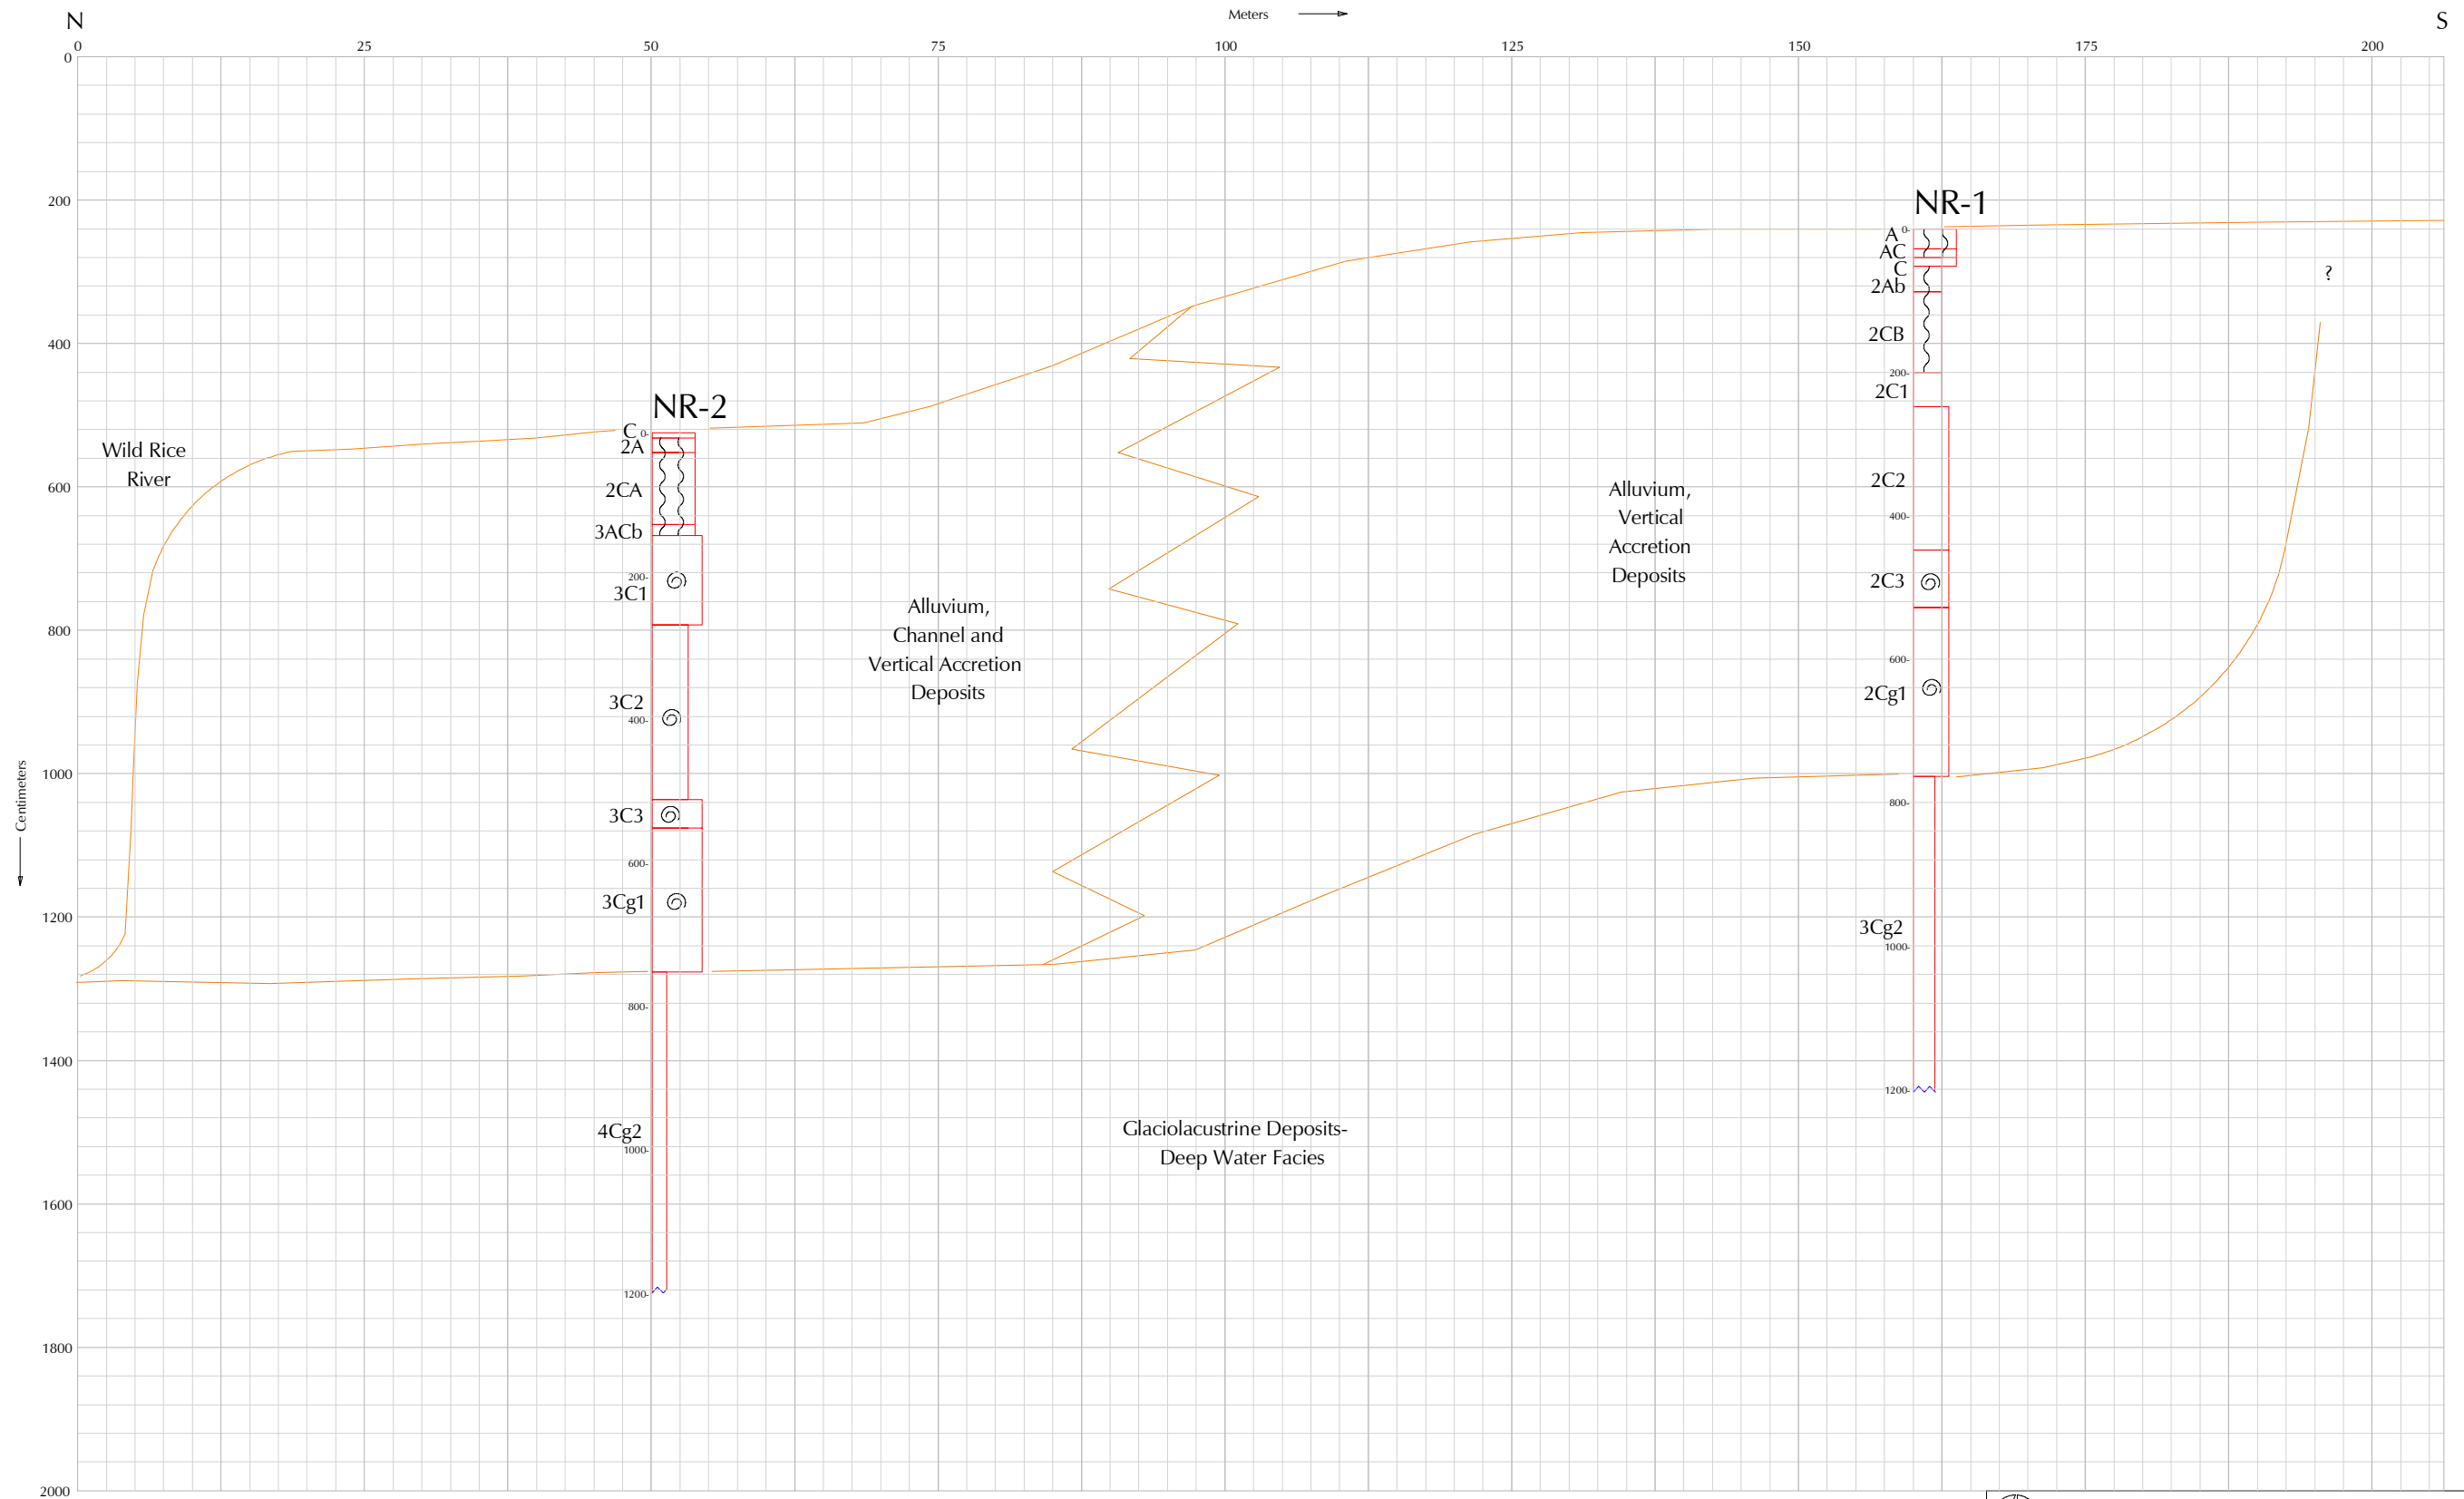 Meters
N
S
0 25 50 75 100 125 150 175 200
0
200
400
600
800
1000
1200
1400
1600
1800
2000
Centimeters
Wild Rice
River
NR-2
C
2A
2CA
3ACb
3C1
3C2
3C3
3Cg1
4Cg2
0-
200-
400-
600-
800-
1000-
1200-
Alluvium,
Channel and
Vertical Accretion
Deposits
Alluvium,
Vertical
Accretion
Deposits
Glaciolacustrine Deposits-
Deep Water Facies
NR-1
A
AC
C
2Ab
2CB
2C1
2C2
2C3
2Cg1
3Cg2
0-
200-
400-
600-
800-
1000-
1200-
?